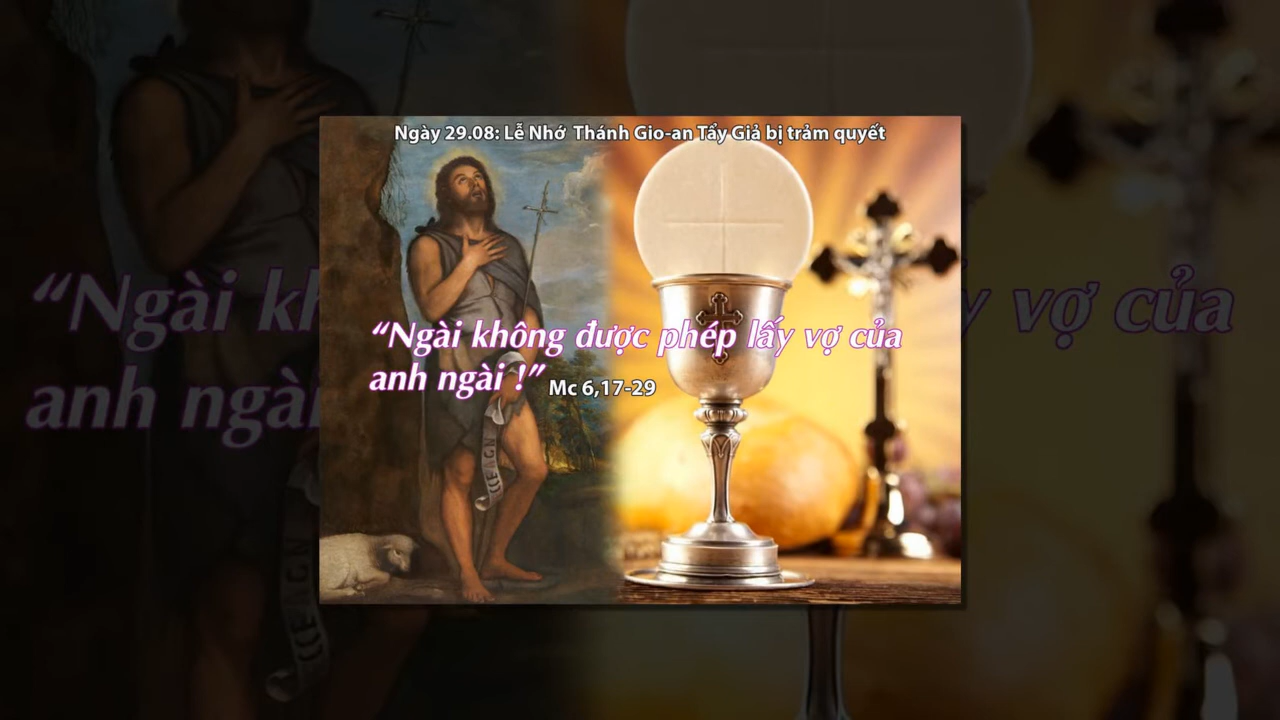 Ngày 29.08: Lễ Nhớ Thánh Gio-an Tẩy Giả bị trảm quyết
“Ngài không được phép lấy vợ của
anh ngài !”
Mc 6,17-29